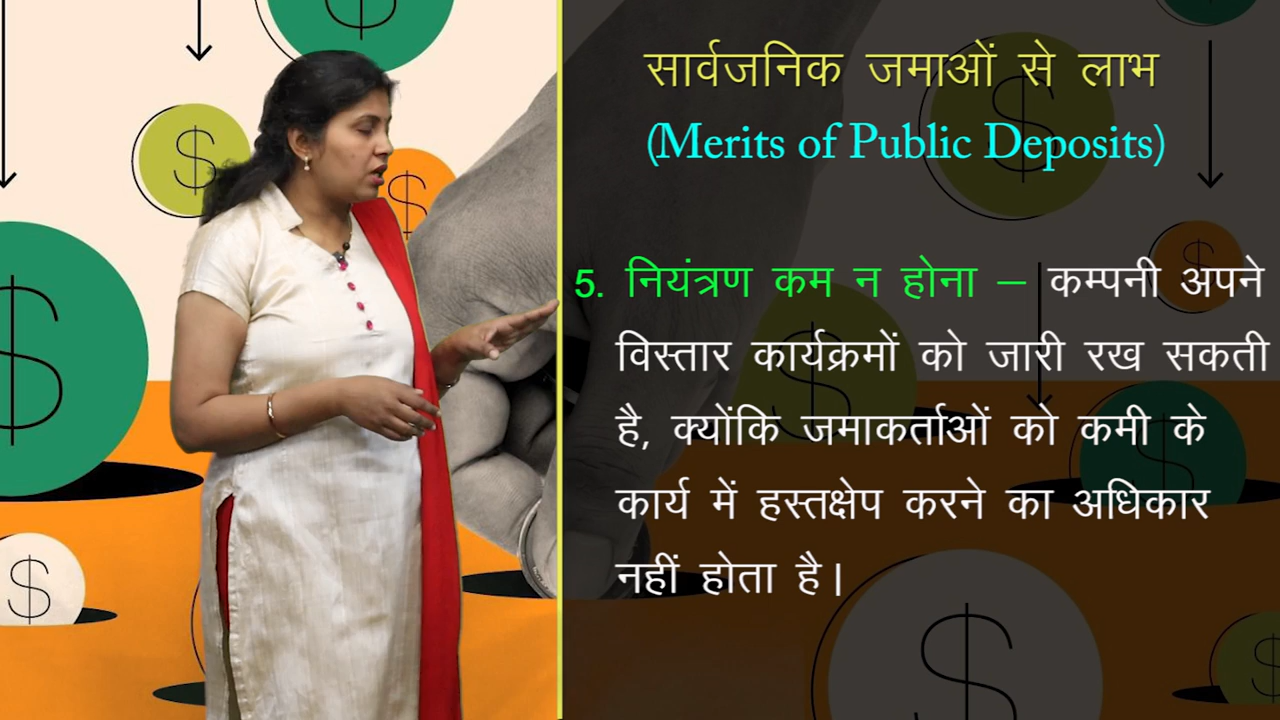 सार्वजनिक जमाओं से लाभ
(Merits of Public Deposits)
5. नियंत्रण कम न होना – कम्पनी अपने
विस्तार कार्यक्रमों को जारी रख सकती
है, क्योंकि जमाकर्ताओं को कमी के
कार्य में हस्तक्षेप करने का अधिकार
नहीं होता है।